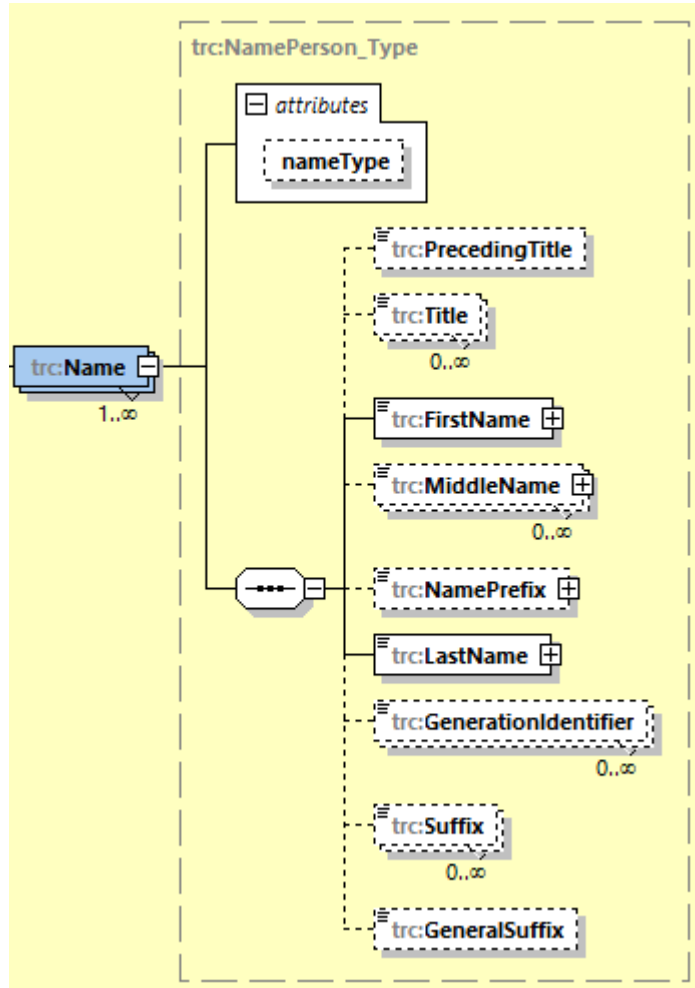 trc:NamePerson_Type
attributes
nameType
trc:PrecedingTitle
trc:Title
0..∞
trc:Name
1..∞
trc:FirstName
trc:MiddleName
0..∞
trc:NamePrefix
trc:LastName
trc:GenerationIdentifier
0..∞
trc:Suffix
0..∞
trc:GeneralSuffix